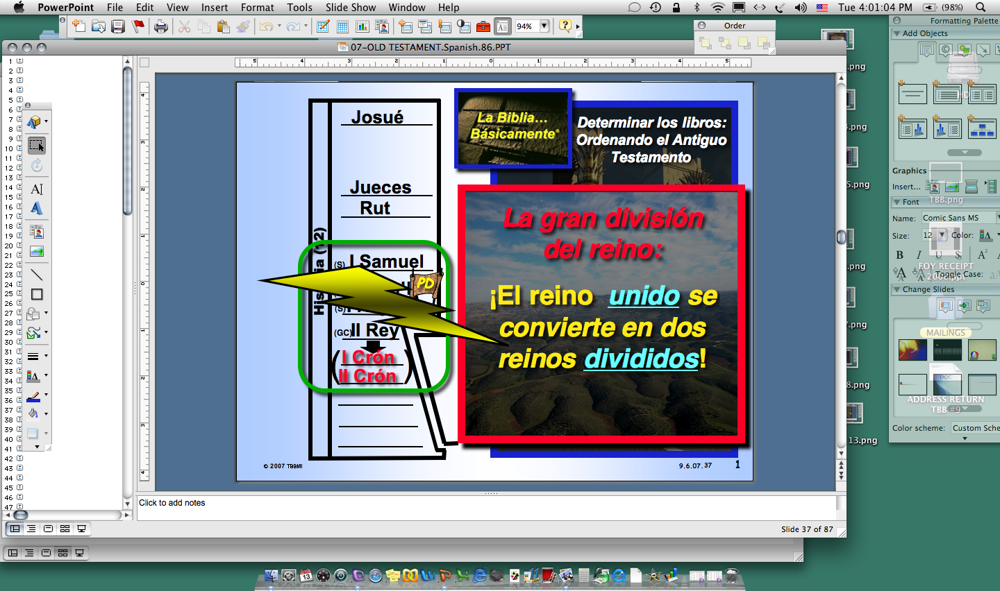 PowerPoint File Edit View Insert Format Tools Slide Show Window Help
Tue 4:01:04 PM (98%)
94%
Order
Formatting Palette
Add Objects
07-OLD TESTAMENT.Spanish.86.PPT
Josué
Jueces
Rut
Historia (12)
(S) I Samuel
PD
(S)
(GC) II Rey
( I Crón
II Crón )
La Biblia...
Básicamente®
Determinar los libros:
Ordenando el Antiguo
Testamento
La gran división
del reino:
¡El reino unido se
convierte en dos
reinos divididos!
© 2007 TBBMI
9.6.07. 37
1
Click to add notes
Slide 37 of 87
Graphics
Insert...
TBB.png
Font
Name: Comic Sans MS
Size: 12 Color:
B I U S A²
FOY RECEIPT
Toggle Case:
Change Slides
MAILINGS
DOC
ADDRESS RETURN
TBB #9
Color scheme: Custom Sche
HD
.png
4.png
5.png
.png
7.png
8.png
13.png
1
2
3
4
5
6
7
8
9
10
11
12
13
14
15
16
17
18
19
20
21
22
23
24
25
26
27
28
29
30
31
32
33
34
35
36
37
38
39
40
41
42
43
44
45
46
47